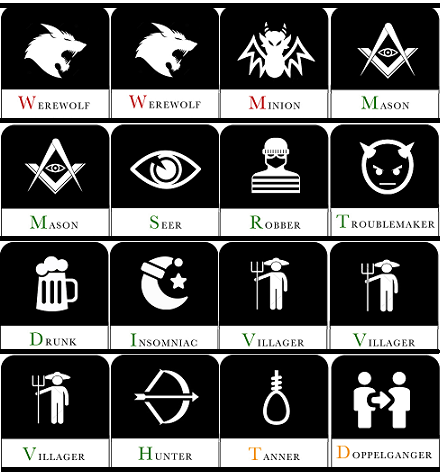 Werewolf
Werewolf
Minion
Mason
Mason
Seer
Robber
Troublemaker
Drunk
Insomniac
Villager
Villager
Villager
Hunter
Tanner
Doppelganger